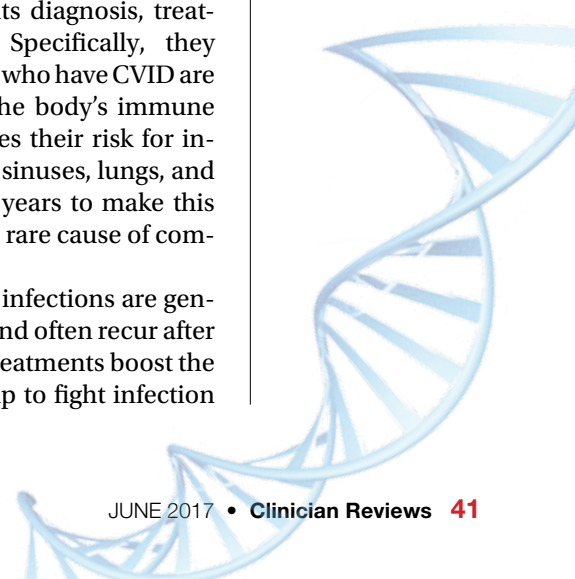 ts diagnosis, treat-
Specifically, they
who have CVID are
he body's immune
es their risk for in-
sinuses, lungs, and
years to make this
rare cause of com-
infections are gen-
nd often recur after
reatments boost the
p to fight infection
JUNE 2017 • Clinician Reviews 41